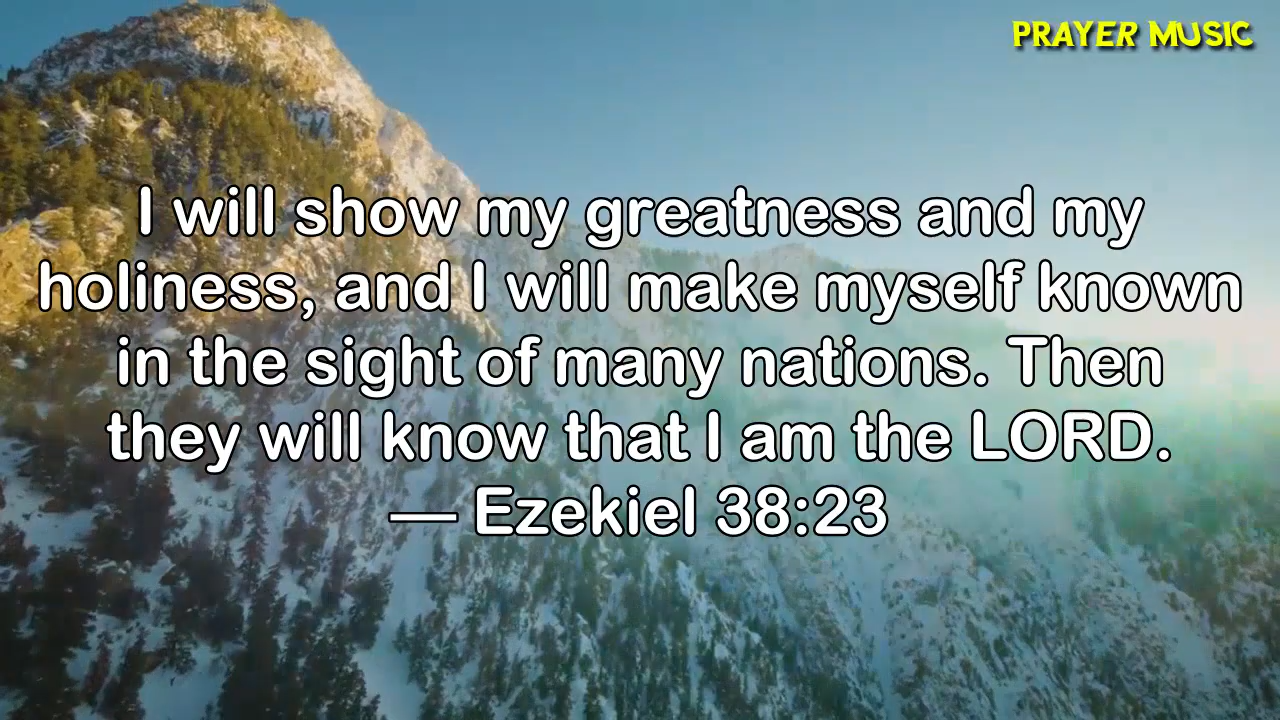 PRAYER MUSIC
I will show my greatness and my
holiness, and I will make myself known
in the sight of many nations. Then
they will know that I am the LORD.
— Ezekiel 38:23